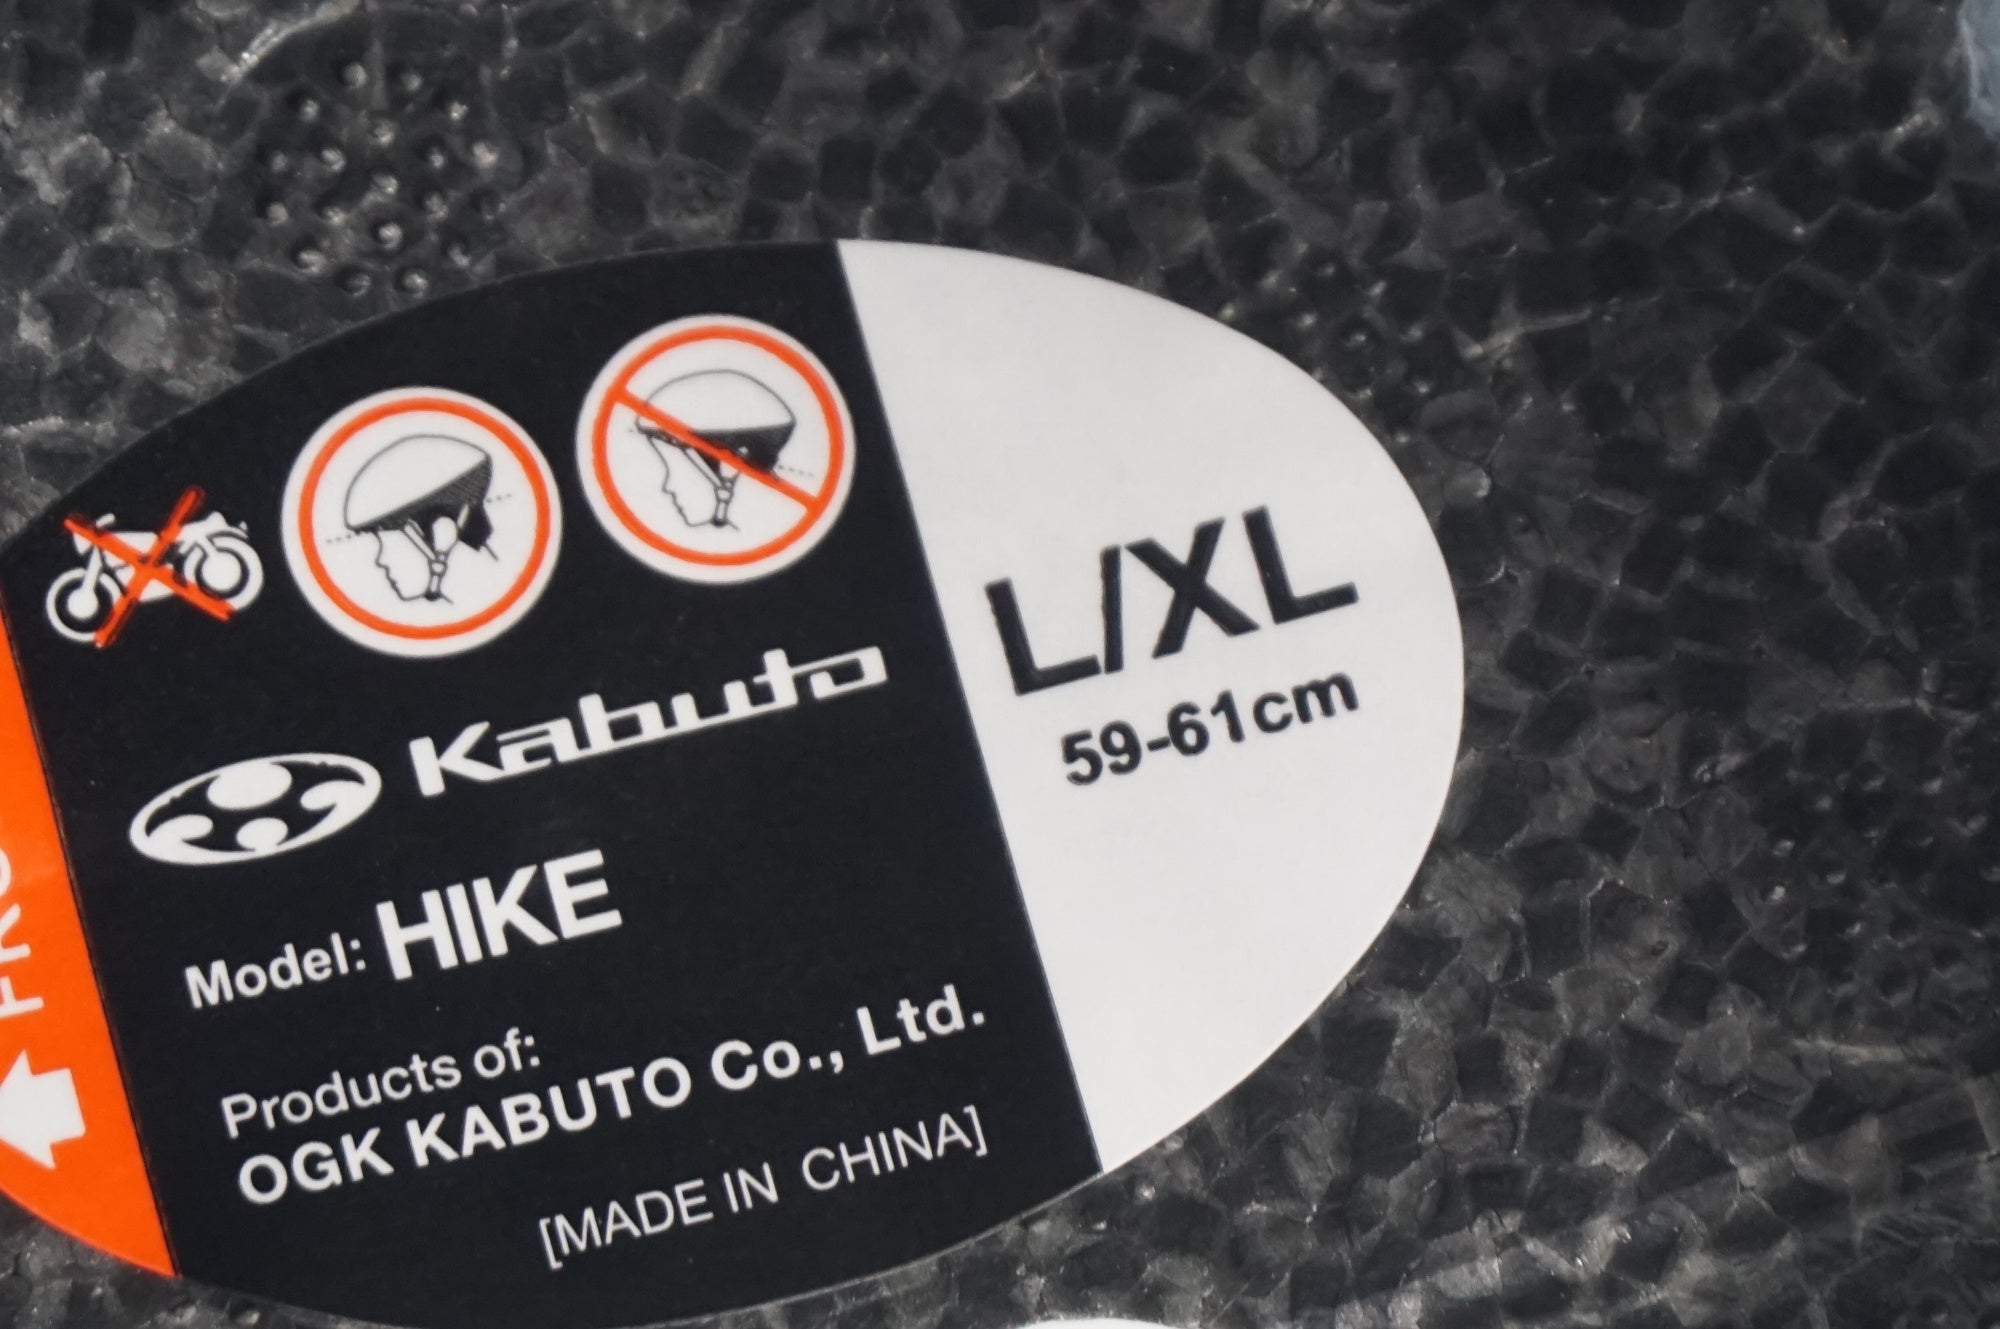 Kabuto
Model: HIKE
Products of:
OGK KABUTO Co., Ltd.
[MADE IN CHINA]
L/XL
59-61cm